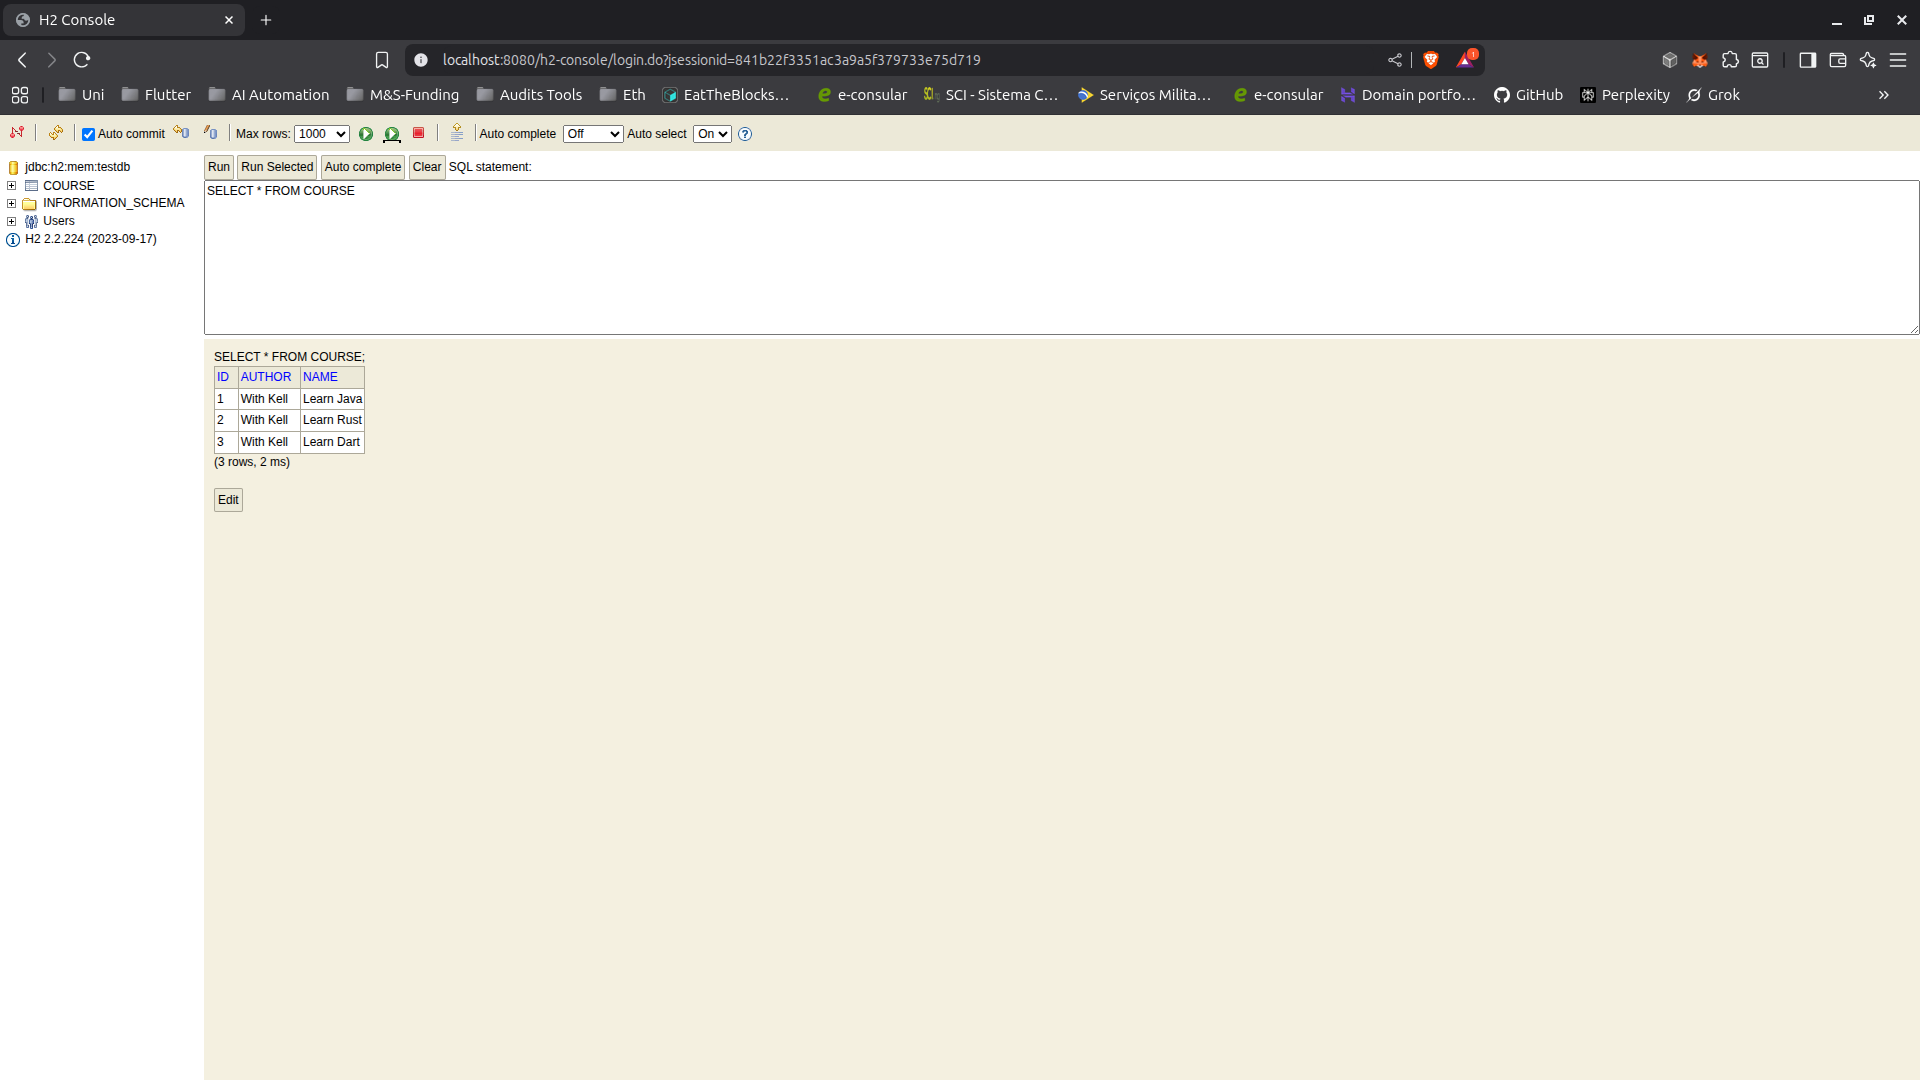 H2 Console
localhost:8080/h2-console/login.do?jsessionid=841b22f3351ac3a9a5f379733e75d719
1
Uni Flutter AI Automation M&S-Funding Audits Tools Eth EatTheBlocks... e-consular SCI - Sistema C... Serviços Milita... e-consular Domain portfo... GitHub Perplexity Grok
Auto commit Max rows: 1000 Auto complete Off Auto select On
jdbc:h2:mem:testdb
COURSE
INFORMATION_SCHEMA
Users
H2 2.2.224 (2023-09-17)
Run Run Selected Auto complete Clear SQL statement:
SELECT * FROM COURSE
SELECT * FROM COURSE;
ID AUTHOR NAME
1 With Kell Learn Java
2 With Kell Learn Rust
3 With Kell Learn Dart
(3 rows, 2 ms)
Edit